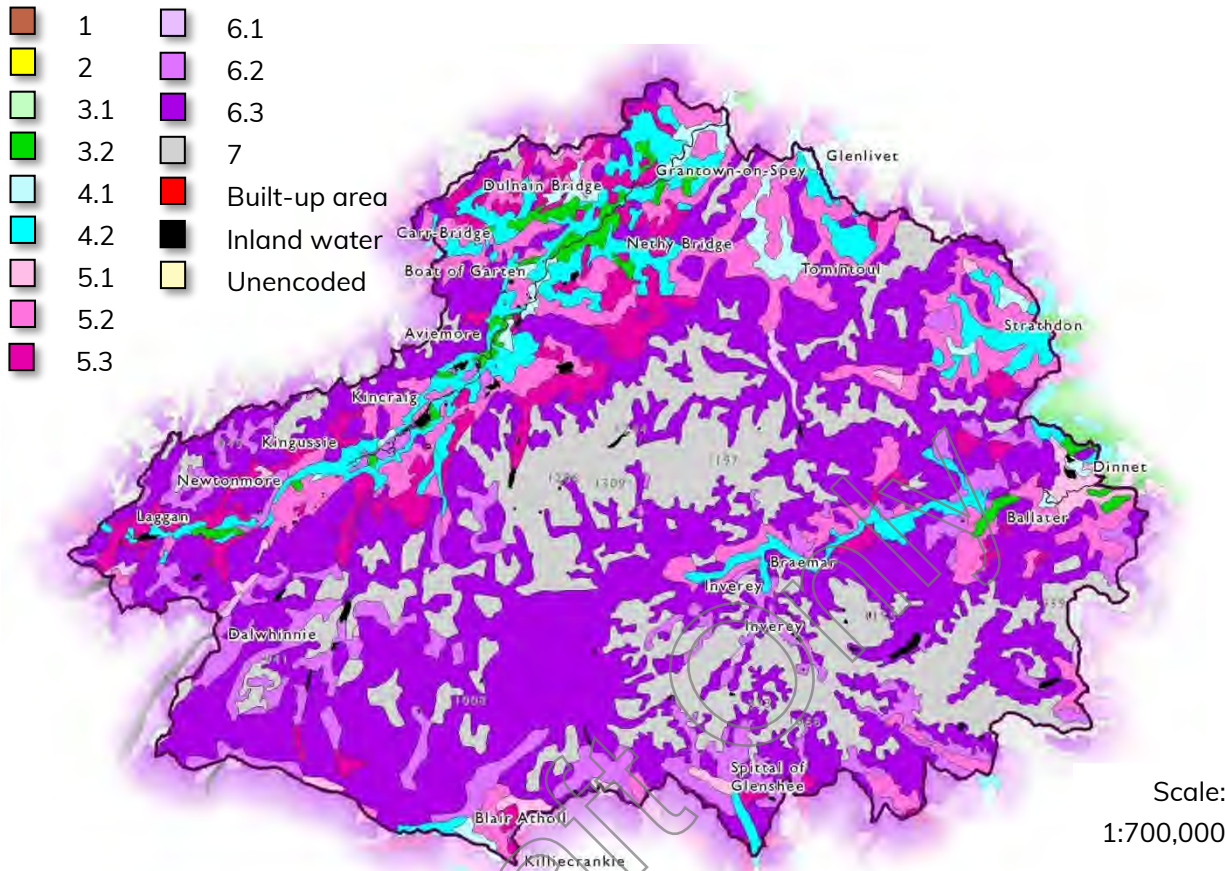 1
2
3.1
3.2
4.1
4.2
5.1
5.2
5.3
6.1
6.2
6.3
7
Built-up area
Inland water
Unencoded
Glenlivet
Grantown-on-Spey
Dulnain Bridge
Carr-Bridge
Nethy Bridge
Boat of Garten
Tomintoul
Strathdon
Aviemore
Kincraig
Kingussie
Newtonmore
Dinnet
Laggan
Ballater
1197
1309
Braemar
Inverey
Inverey
Dalwhinnie
1008
Spittal of
Glenshee
Blair Atholl
Killiecrankie
Scale:
1:700,000